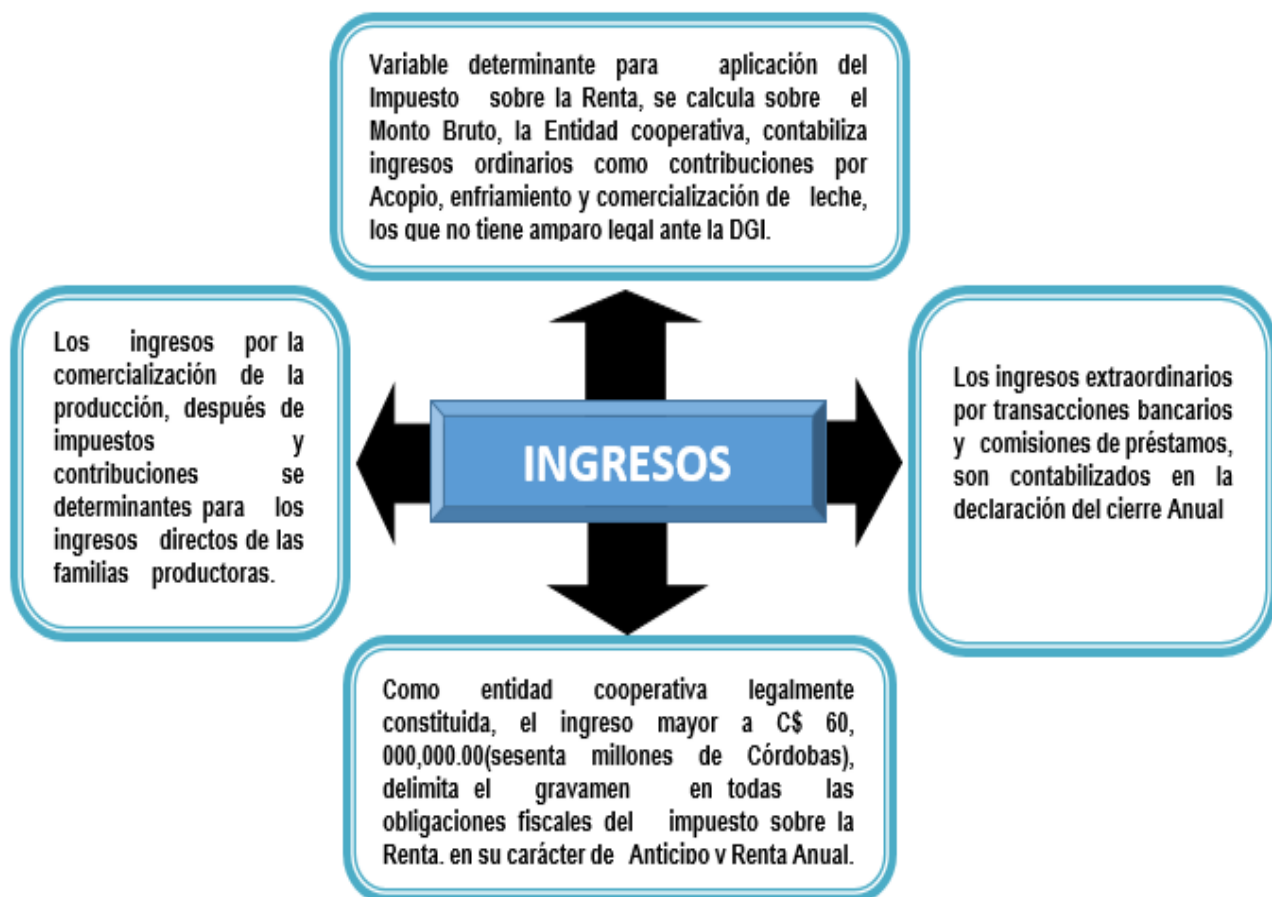 Variable determinante para aplicación del
Impuesto sobre la Renta, se calcula sobre el
Monto Bruto, la Entidad cooperativa, contabiliza
ingresos ordinarios como contribuciones por
Acopio, enfriamiento y comercialización de leche,
los que no tiene amparo legal ante la DGI.
Los ingresos por la
comercialización de la
producción, después de
impuestos y
contribuciones se
determinantes para los
ingresos directos de las
familias productoras.
INGRESOS
Los ingresos extraordinarios
por transacciones bancarios
y comisiones de préstamos,
son contabilizados en la
declaración del cierre Anual
Como entidad cooperativa legalmente
constituida, el ingreso mayor a C$ 60,
000,000.00(sesenta millones de Córdobas),
delimita el gravamen en todas las
obligaciones fiscales del impuesto sobre la
Renta, en su carácter de Anticipo y Renta Anual.